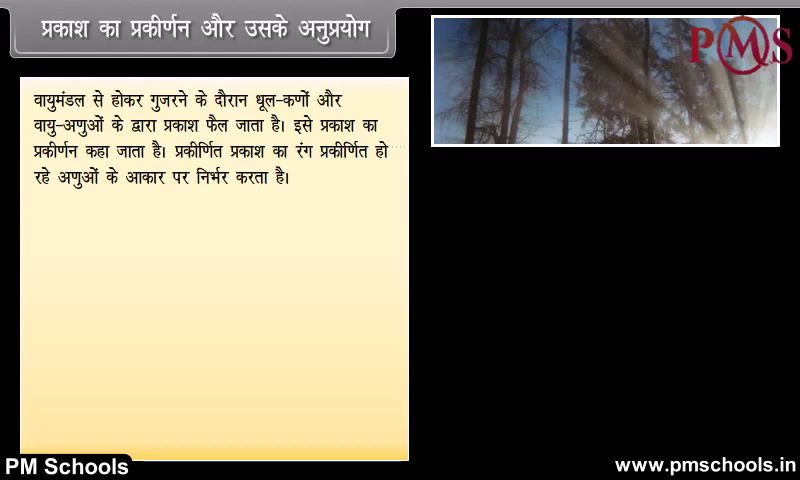 प्रकाश का प्रकीर्णन और उसके अनुप्रयोग
PMS
वायुमंडल से होकर गुजरने के दौरान धूल-कणों और
वायु-अणुओं के द्वारा प्रकाश फैल जाता है। इसे प्रकाश का
प्रकीर्णन कहा जाता है। प्रकीर्णित प्रकाश का रंग प्रकीर्णित हो
रहे अणुओं के आकार पर निर्भर करता है।
PM Schools
www.pmschools.in